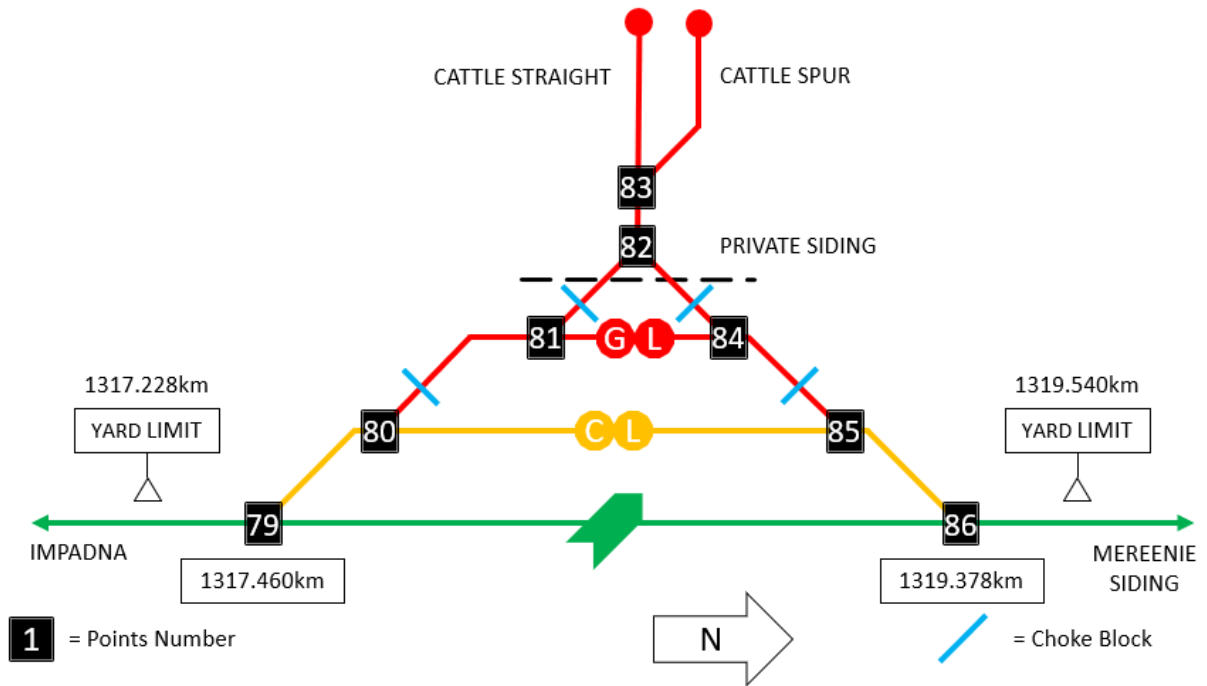 CATTLE STRAIGHT
CATTLE SPUR
83
82
PRIVATE SIDING
81
G L
84
1317.228km
YARD LIMIT
1319.540km
YARD LIMIT
80
C L
85
79
86
IMPADNA
MEREENIE
SIDING
1317.460km
1319.378km
1 = Points Number
N
= Choke Block